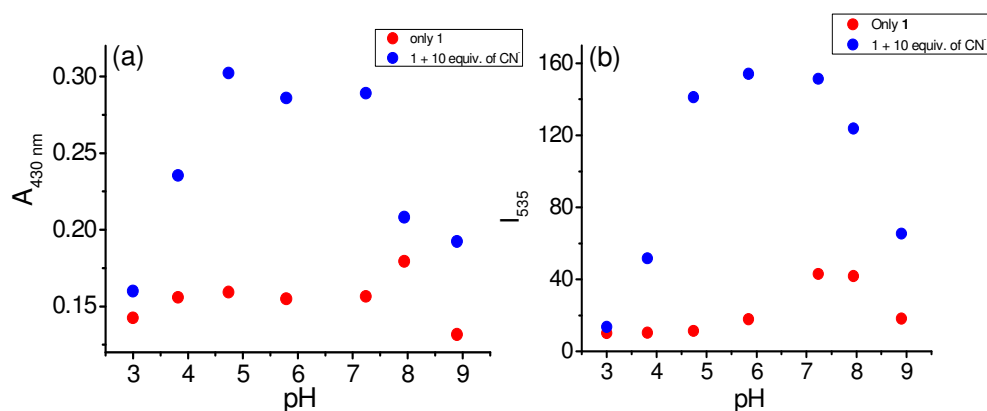 (a)
only 1
1 + 10 equiv. of CN⁻
0.30
0.25
0.20
0.15
A430 nm
3 4 5 6 7 8 9
pH
(b)
Only 1
1 + 10 equiv. of CN⁻
160
120
80
40
0
I535
3 4 5 6 7 8 9
pH